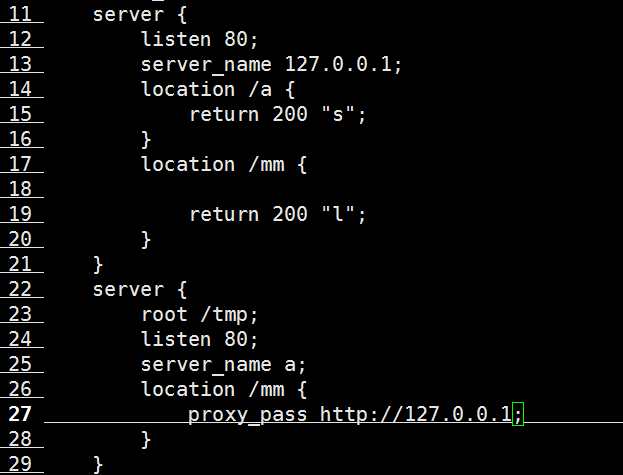 11 server {
12 listen 80;
13 server_name 127.0.0.1;
14 location /a {
15 return 200 "s";
16 }
17 location /mm {
18
19 return 200 "l";
20 }
21 }
22 server {
23 root /tmp;
24 listen 80;
25 server_name a;
26 location /mm {
27 proxy_pass http://127.0.0.1;
28 }
29 }